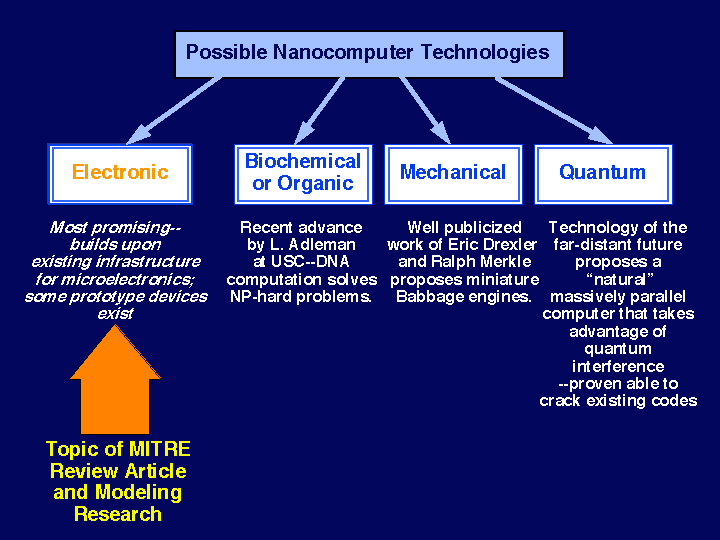 Possible Nanocomputer Technologies
Electronic
Most promising--
builds upon
existing infrastructure
for microelectronics;
some prototype devices
exist
Topic of MITRE
Review Article
and Modeling
Research
Biochemical
or Organic
Recent advance
by L. Adleman
at USC--DNA
computation solves
NP-hard problems.
Mechanical
Well publicized
work of Eric Drexler
and Ralph Merkle
proposes miniature
Babbage engines.
Quantum
Technology of the
far-distant future
proposes a
“natural”
massively parallel
computer that takes
advantage of
quantum
interference
--proven able to
crack existing codes